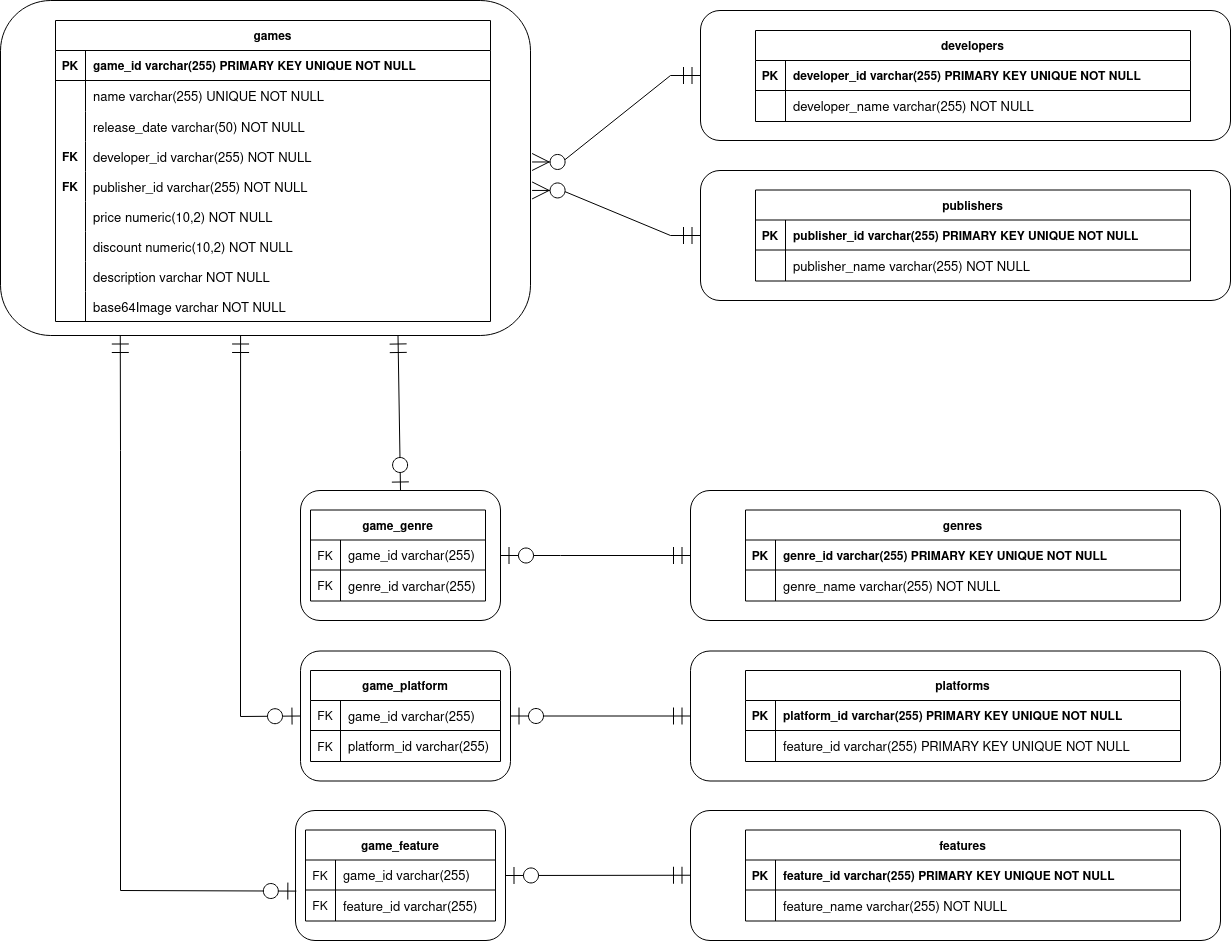 games
PK game_id varchar(255) PRIMARY KEY UNIQUE NOT NULL
name varchar(255) UNIQUE NOT NULL
release_date varchar(50) NOT NULL
FK developer_id varchar(255) NOT NULL
FK publisher_id varchar(255) NOT NULL
price numeric(10,2) NOT NULL
discount numeric(10,2) NOT NULL
description varchar NOT NULL
base64Image varchar NOT NULL
developers
PK developer_id varchar(255) PRIMARY KEY UNIQUE NOT NULL
developer_name varchar(255) NOT NULL
publishers
PK publisher_id varchar(255) PRIMARY KEY UNIQUE NOT NULL
publisher_name varchar(255) NOT NULL
game_genre
FK game_id varchar(255)
FK genre_id varchar(255)
genres
PK genre_id varchar(255) PRIMARY KEY UNIQUE NOT NULL
genre_name varchar(255) NOT NULL
game_platform
FK game_id varchar(255)
FK platform_id varchar(255)
platforms
PK platform_id varchar(255) PRIMARY KEY UNIQUE NOT NULL
feature_id varchar(255) PRIMARY KEY UNIQUE NOT NULL
game_feature
FK game_id varchar(255)
FK feature_id varchar(255)
features
PK feature_id varchar(255) PRIMARY KEY UNIQUE NOT NULL
feature_name varchar(255) NOT NULL